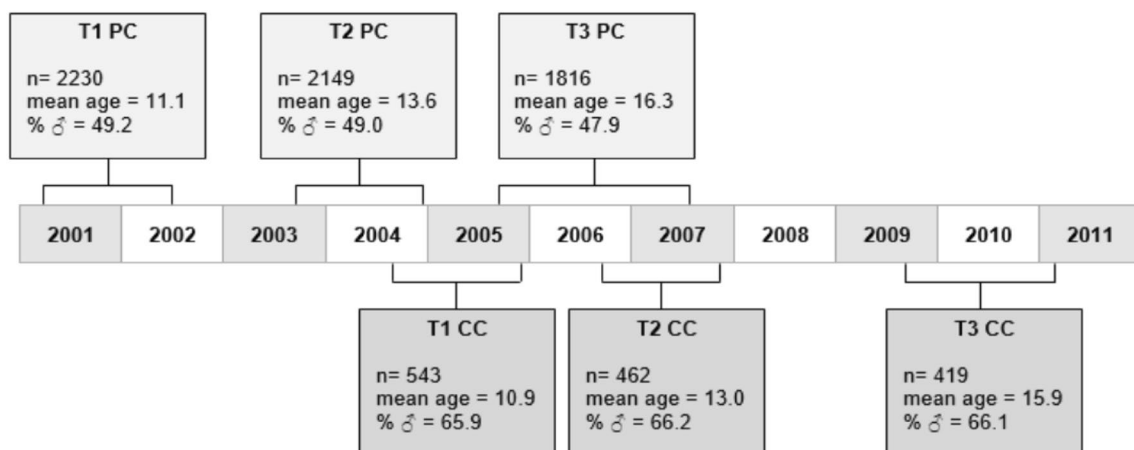 T1 PC
n= 2230
mean age = 11.1
% ♂ = 49.2
T2 PC
n= 2149
mean age = 13.6
% ♂ = 49.0
T3 PC
n= 1816
mean age = 16.3
% ♂ = 47.9
2001 2002 2003 2004 2005 2006 2007 2008 2009 2010 2011
T1 CC
n= 543
mean age = 10.9
% ♂ = 65.9
T2 CC
n= 462
mean age = 13.0
% ♂ = 66.2
T3 CC
n= 419
mean age = 15.9
% ♂ = 66.1